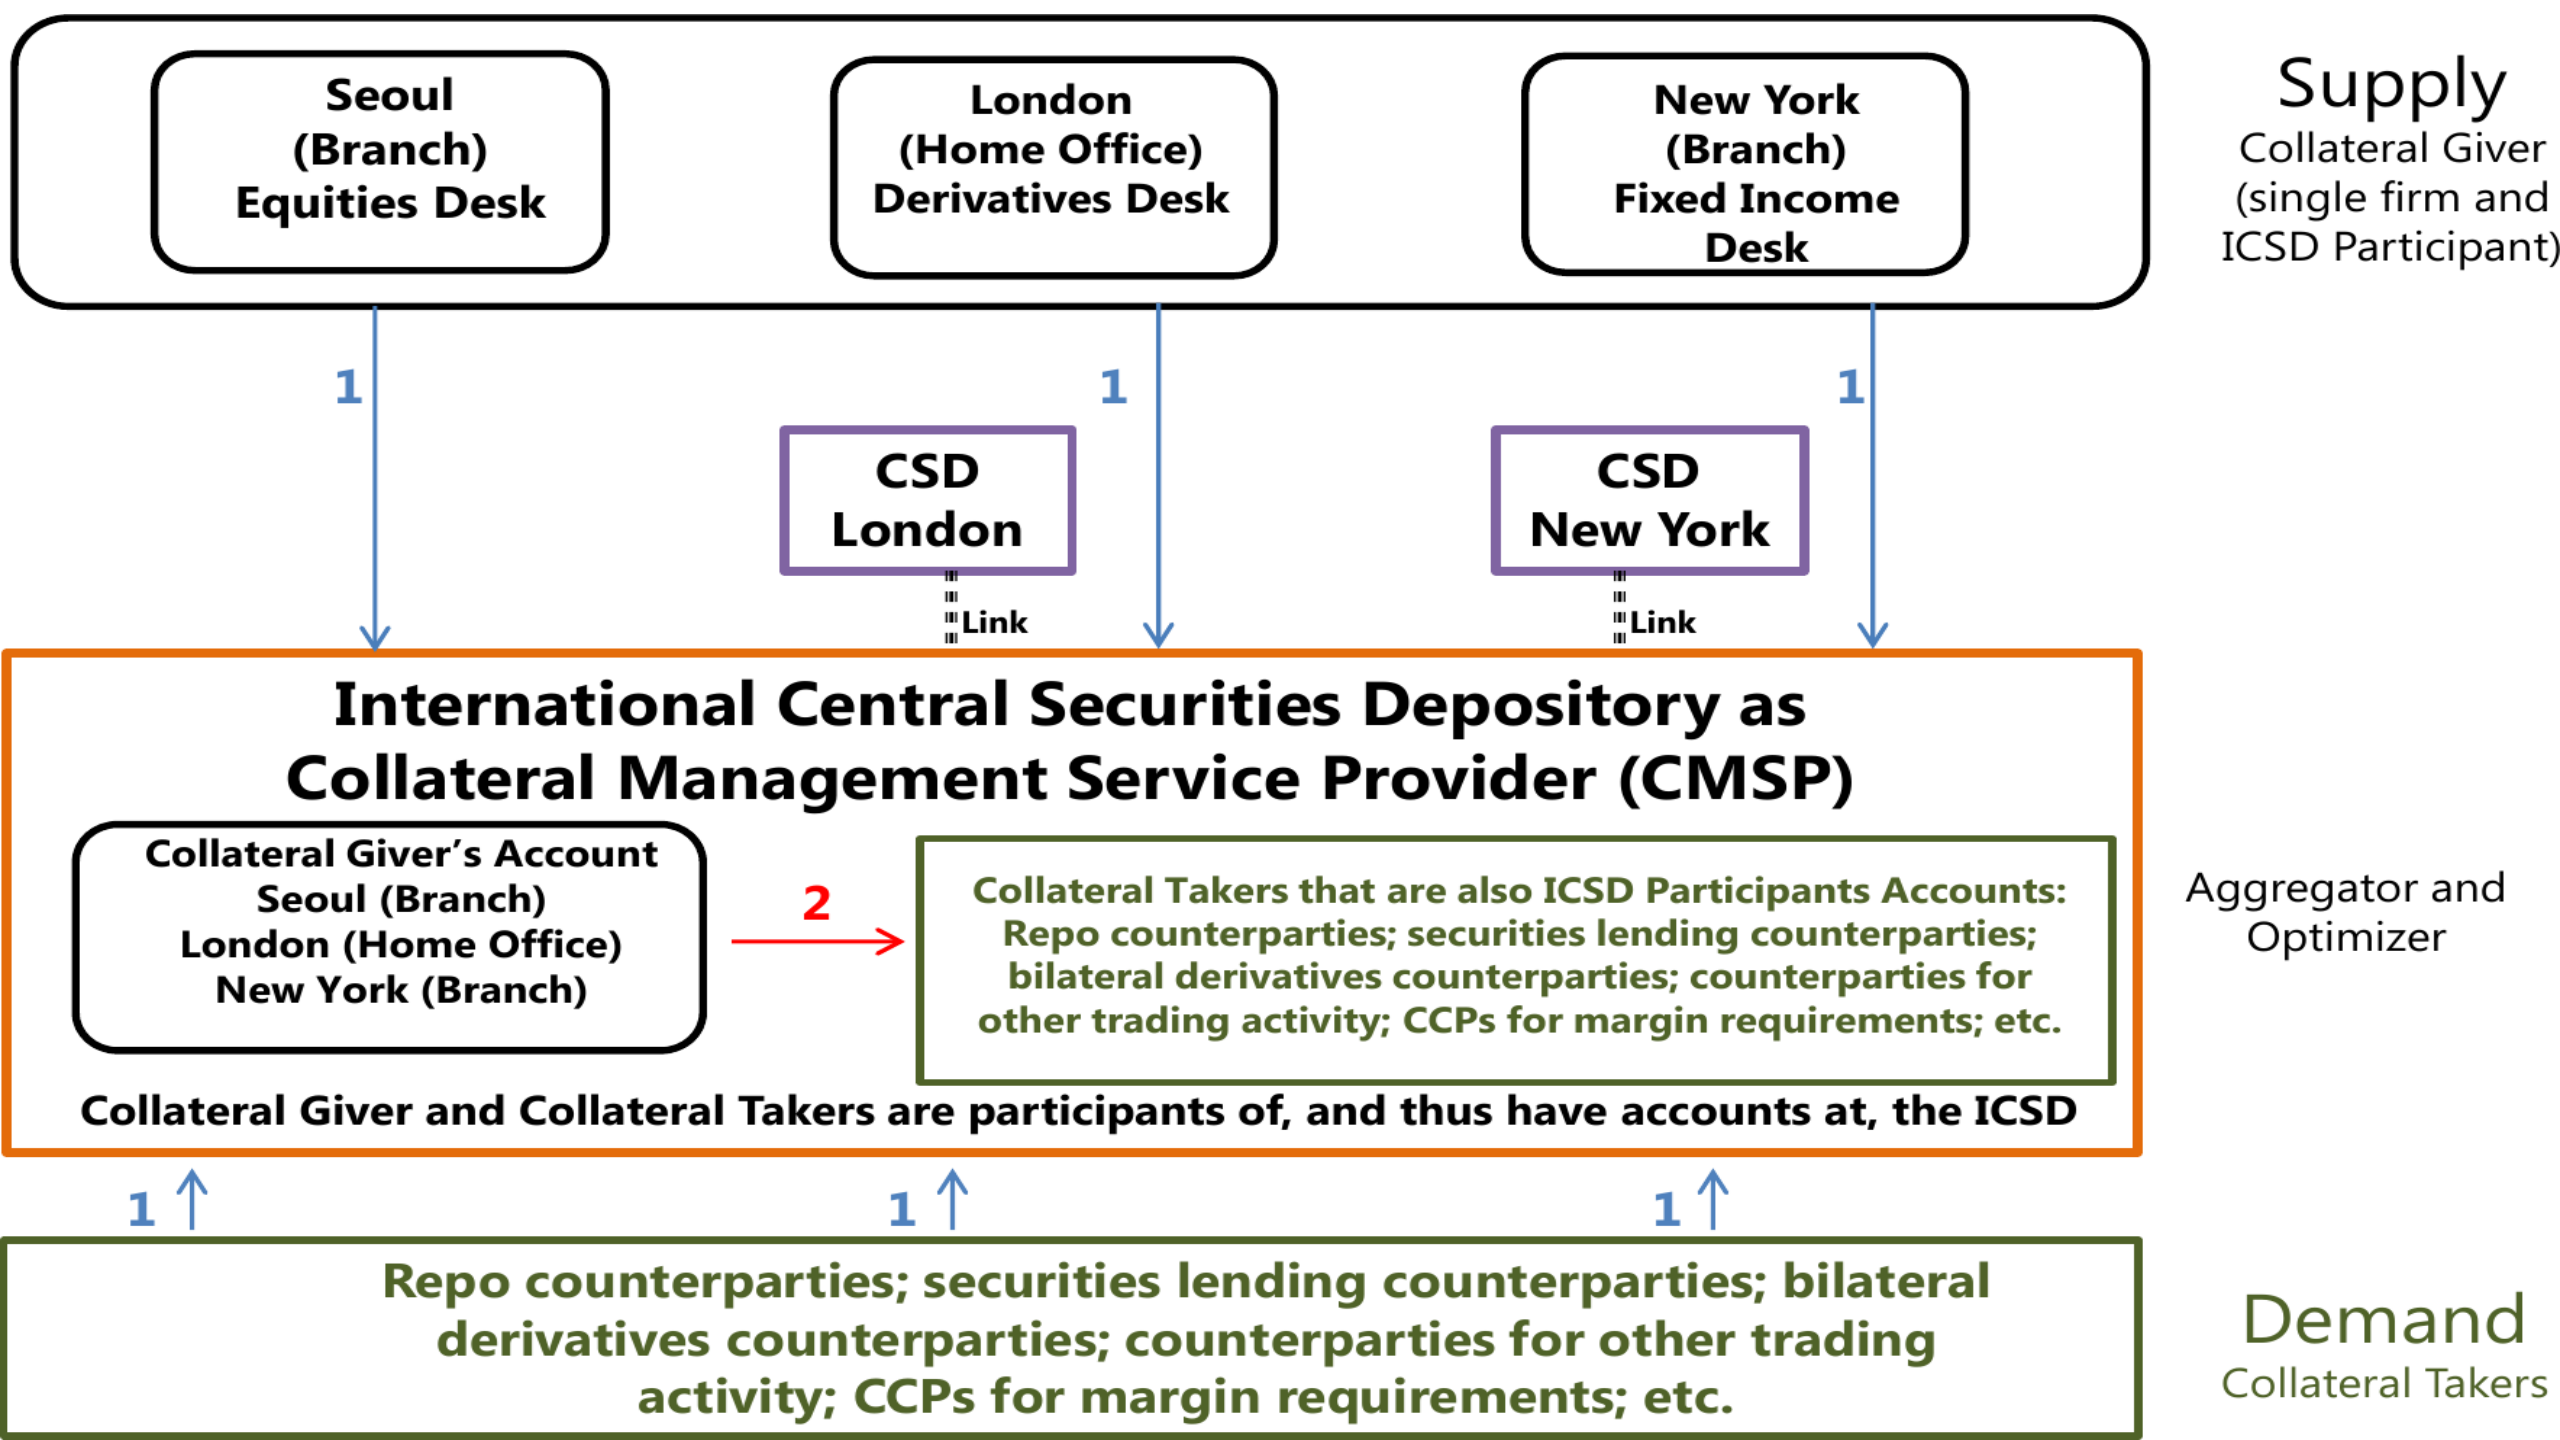 Seoul
(Branch)
Equities Desk
London
(Home Office)
Derivatives Desk
New York
(Branch)
Fixed Income
Desk
Supply
Collateral Giver
(single firm and
ICSD Participant)
1
1
1
CSD
London
CSD
New York
Link
Link
International Central Securities Depository as
Collateral Management Service Provider (CMSP)
Collateral Giver’s Account
Seoul (Branch)
London (Home Office)
New York (Branch)
2
Collateral Takers that are also ICSD Participants Accounts:
Repo counterparties; securities lending counterparties;
bilateral derivatives counterparties; counterparties for
other trading activity; CCPs for margin requirements; etc.
Aggregator and
Optimizer
Collateral Giver and Collateral Takers are participants of, and thus have accounts at, the ICSD
1
1
1
Repo counterparties; securities lending counterparties; bilateral
derivatives counterparties; counterparties for other trading
activity; CCPs for margin requirements; etc.
Demand
Collateral Takers